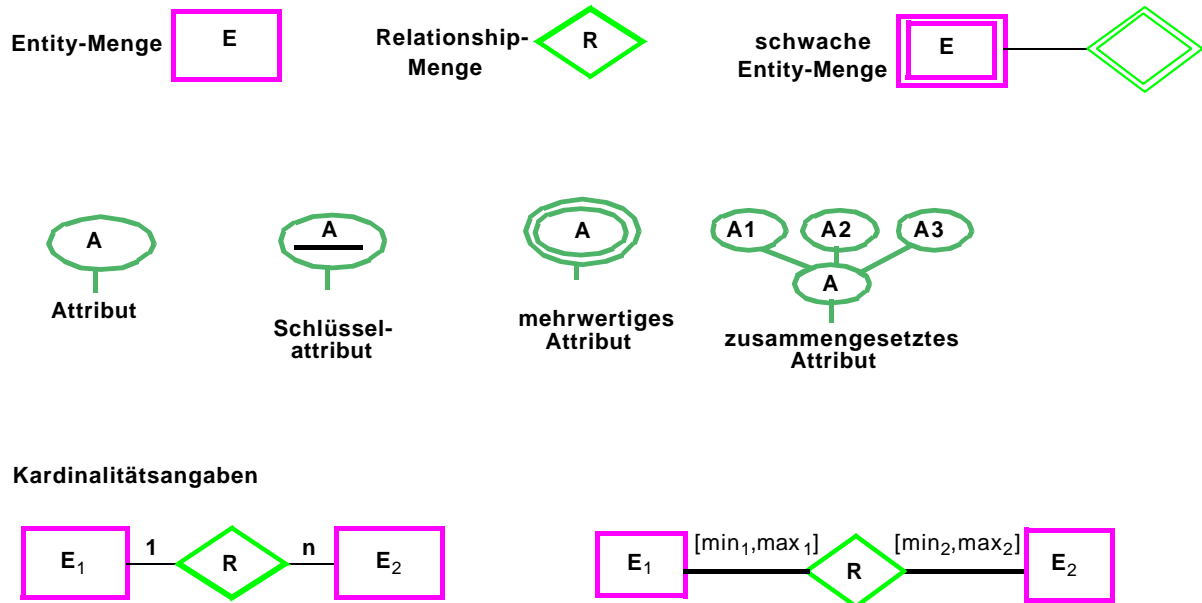 Entity-Menge
E
Relationship-
Menge
R
schwache
Entity-Menge
E
A
Attribut
A
Schlüssel-
attribut
A
mehrwertiges
Attribut
A1 A2 A3
A
zusammengesetztes
Attribut
Kardinalitätsangaben
E₁ 1 R n E₂
E₁ [min₁,max₁] R [min₂,max₂] E₂